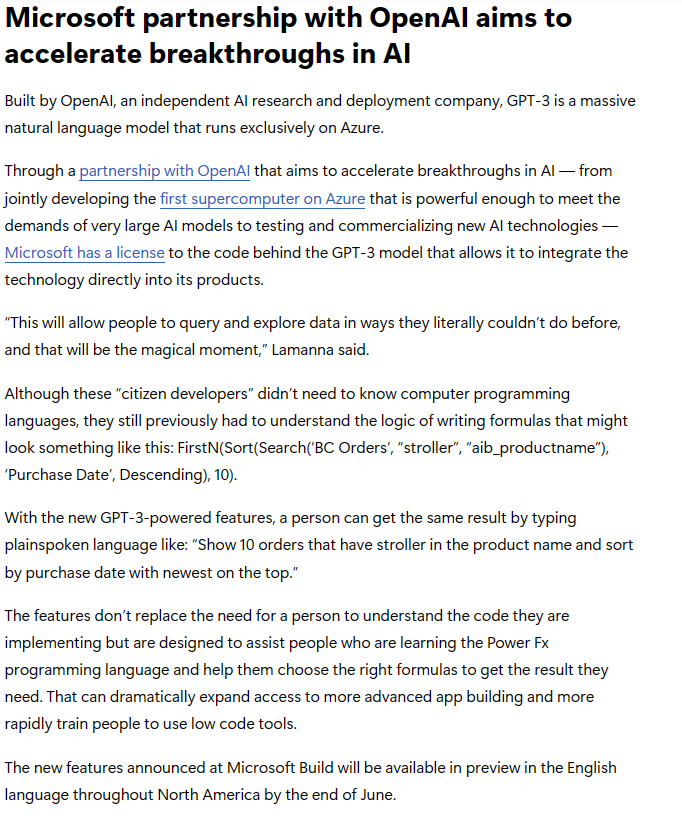 Microsoft partnership with OpenAI aims to
accelerate breakthroughs in AI
Built by OpenAI, an independent AI research and deployment company, GPT-3 is a massive
natural language model that runs exclusively on Azure.
Through a partnership with OpenAI that aims to accelerate breakthroughs in AI — from
jointly developing the first supercomputer on Azure that is powerful enough to meet the
demands of very large AI models to testing and commercializing new AI technologies —
Microsoft has a license to the code behind the GPT-3 model that allows it to integrate the
technology directly into its products.
“This will allow people to query and explore data in ways they literally couldn’t do before,
and that will be the magical moment,” Lamanna said.
Although these “citizen developers” didn’t need to know computer programming
languages, they still previously had to understand the logic of writing formulas that might
look something like this: FirstN(Sort(Search(‘BC Orders’, “stroller”, “aib_productname”),
‘Purchase Date’, Descending), 10).
With the new GPT-3-powered features, a person can get the same result by typing
plainspoken language like: “Show 10 orders that have stroller in the product name and sort
by purchase date with newest on the top.”
The features don’t replace the need for a person to understand the code they are
implementing but are designed to assist people who are learning the Power Fx
programming language and help them choose the right formulas to get the result they
need. That can dramatically expand access to more advanced app building and more
rapidly train people to use low code tools.
The new features announced at Microsoft Build will be available in preview in the English
language throughout North America by the end of June.